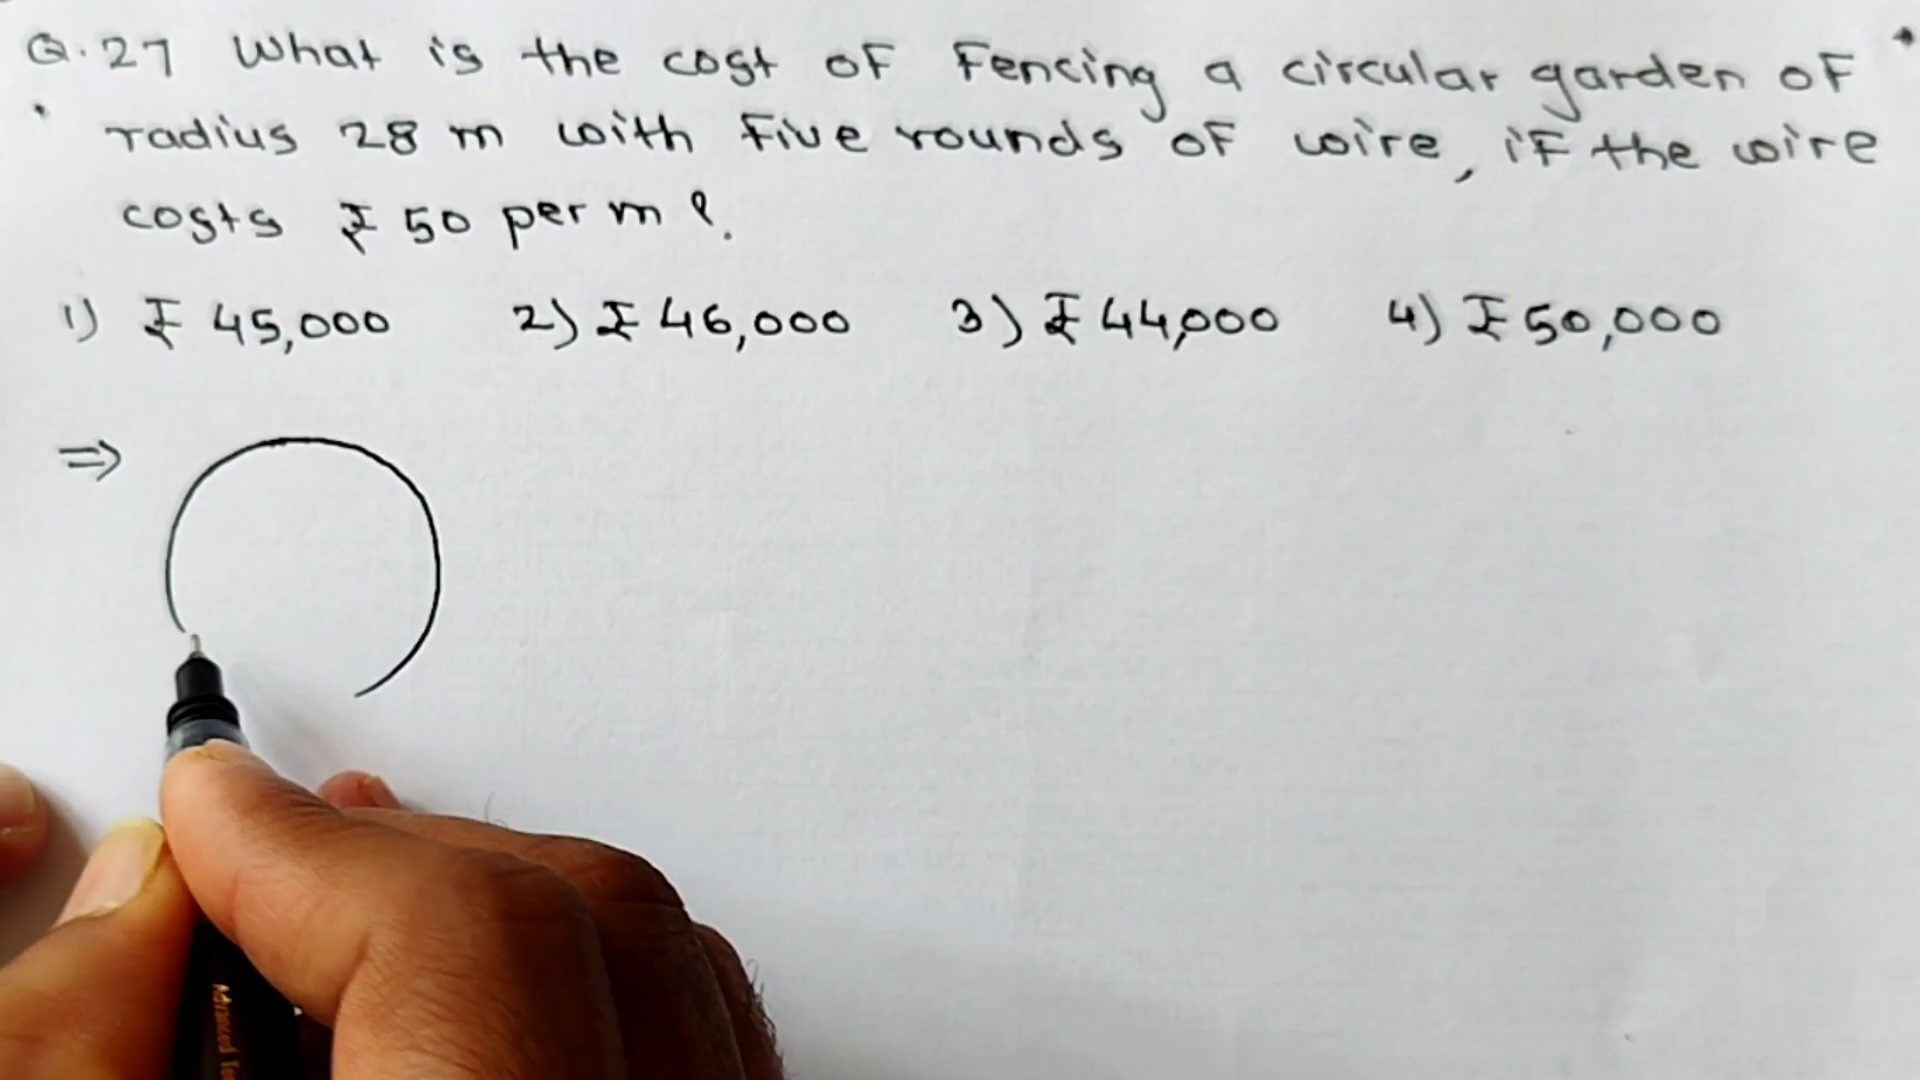 Q.27 What is the cost of Fencing a circular garden of
radius 28 m with five rounds of wire, if the wire
costs ₹ 50 per m ?
1) ₹ 45,000 2) ₹ 46,000 3) ₹ 44,000 4) ₹ 50,000
⇒